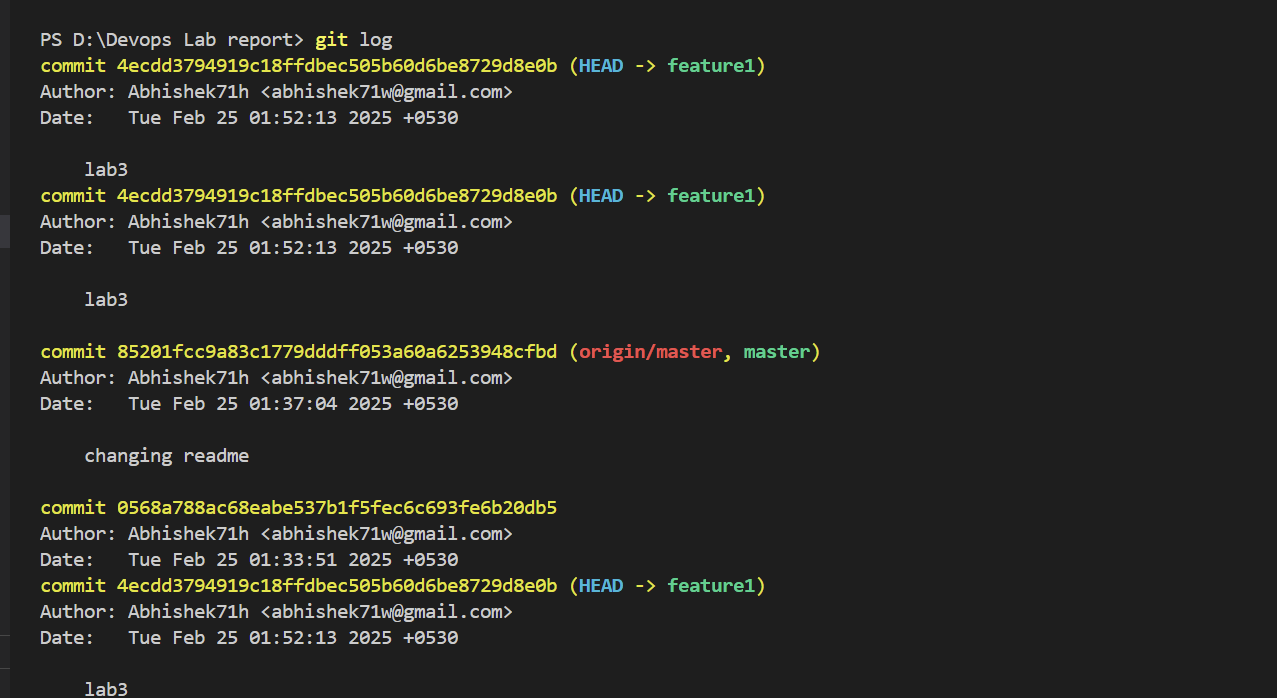 PS D:\Devops Lab report> git log
commit 4ecdd3794919c18ffdbec505b60d6be8729d8e0b (HEAD -> feature1)
Author: Abhishek71h <abhishek71w@gmail.com>
Date:   Tue Feb 25 01:52:13 2025 +0530
    lab3
commit 4ecdd3794919c18ffdbec505b60d6be8729d8e0b (HEAD -> feature1)
Author: Abhishek71h <abhishek71w@gmail.com>
Date:   Tue Feb 25 01:52:13 2025 +0530
    lab3
commit 85201fcc9a83c1779dddff053a60a6253948cfbd (origin/master, master)
Author: Abhishek71h <abhishek71w@gmail.com>
Date:   Tue Feb 25 01:37:04 2025 +0530
    changing readme
commit 0568a788ac68eabe537b1f5fec6c693fe6b20db5
Author: Abhishek71h <abhishek71w@gmail.com>
Date:   Tue Feb 25 01:33:51 2025 +0530
commit 4ecdd3794919c18ffdbec505b60d6be8729d8e0b (HEAD -> feature1)
Author: Abhishek71h <abhishek71w@gmail.com>
Date:   Tue Feb 25 01:52:13 2025 +0530
    lab3